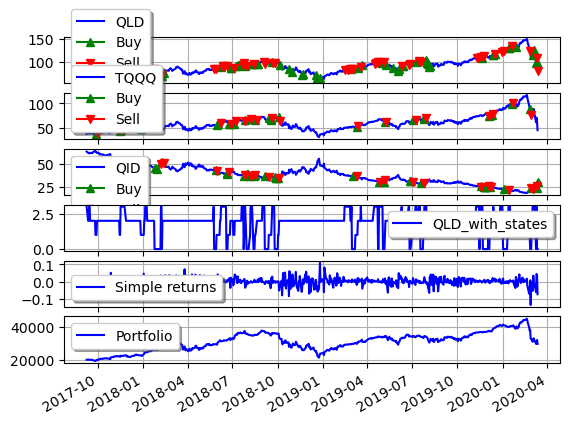 QLD
Buy
Sell
150
100
TQQQ
Buy
Sell
100
50
QID
Buy
50
25
QLD_with_states
2.5
0.0
Simple returns
0.1
0.0
−0.1
Portfolio
40000
20000
2017-10
2018-01
2018-04
2018-07
2018-10
2019-01
2019-04
2019-07
2019-10
2020-01
2020-04